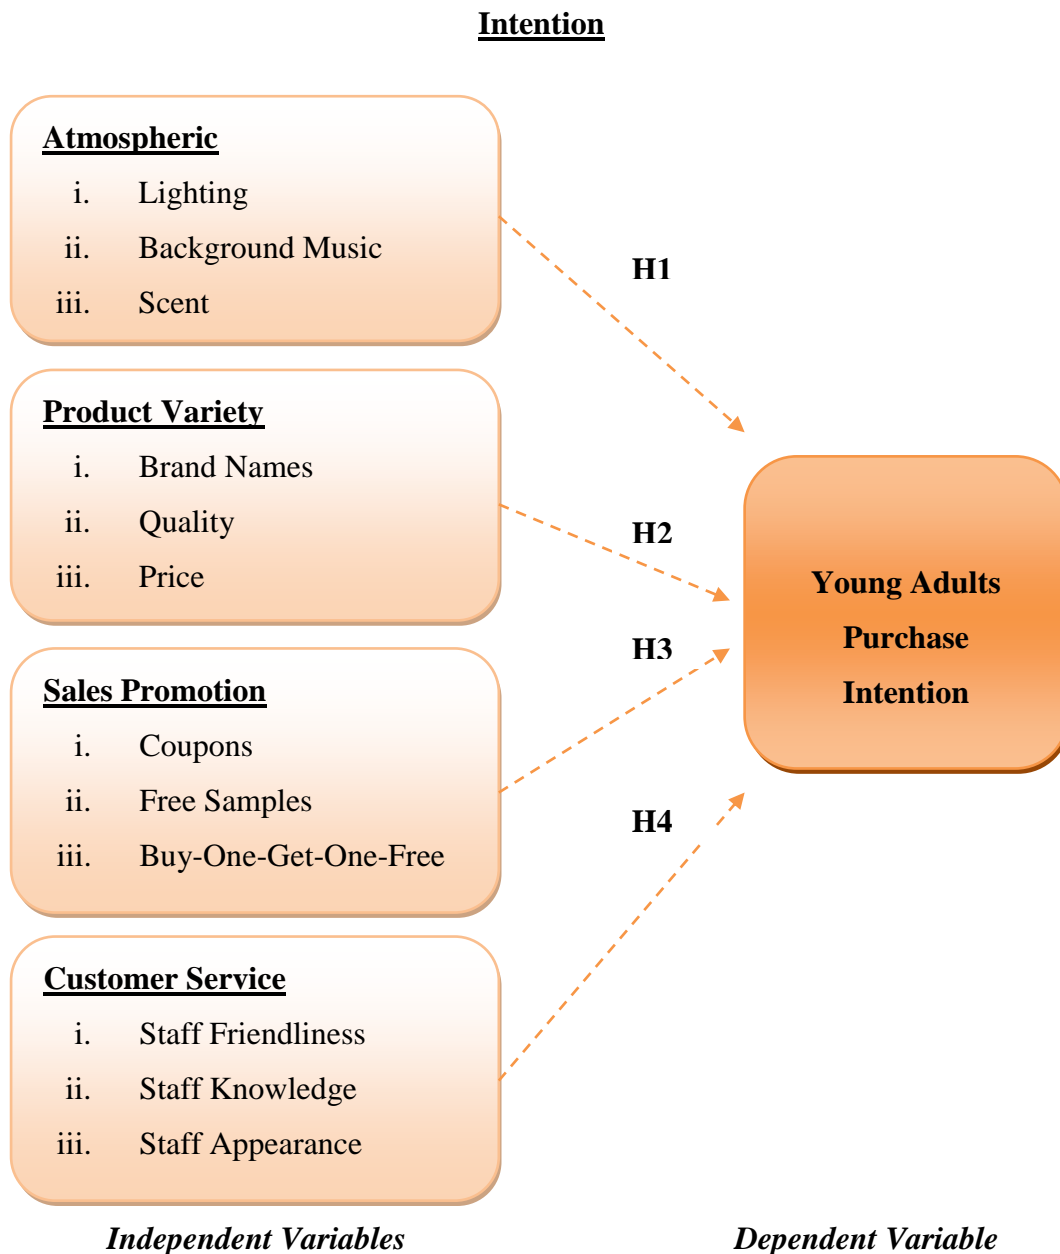 Intention
Atmospheric
i. Lighting
ii. Background Music
iii. Scent
H1
Product Variety
i. Brand Names
ii. Quality
iii. Price
H2
Young Adults
Purchase
Intention
H3
Sales Promotion
i. Coupons
ii. Free Samples
iii. Buy-One-Get-One-Free
H4
Customer Service
i. Staff Friendliness
ii. Staff Knowledge
iii. Staff Appearance
Independent Variables
Dependent Variable